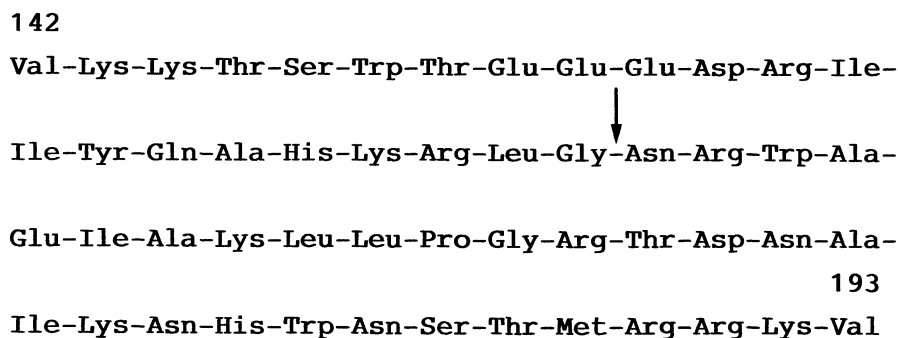 142
Val-Lys-Lys-Thr-Ser-Trp-Thr-Glu-Glu-Glu-Asp-Arg-Ile-
Ile-Tyr-Gln-Ala-His-Lys-Arg-Leu-Gly-Asn-Arg-Trp-Ala-
Glu-Ile-Ala-Lys-Leu-Leu-Pro-Gly-Arg-Thr-Asp-Asn-Ala-
193
Ile-Lys-Asn-His-Trp-Asn-Ser-Thr-Met-Arg-Arg-Lys-Val